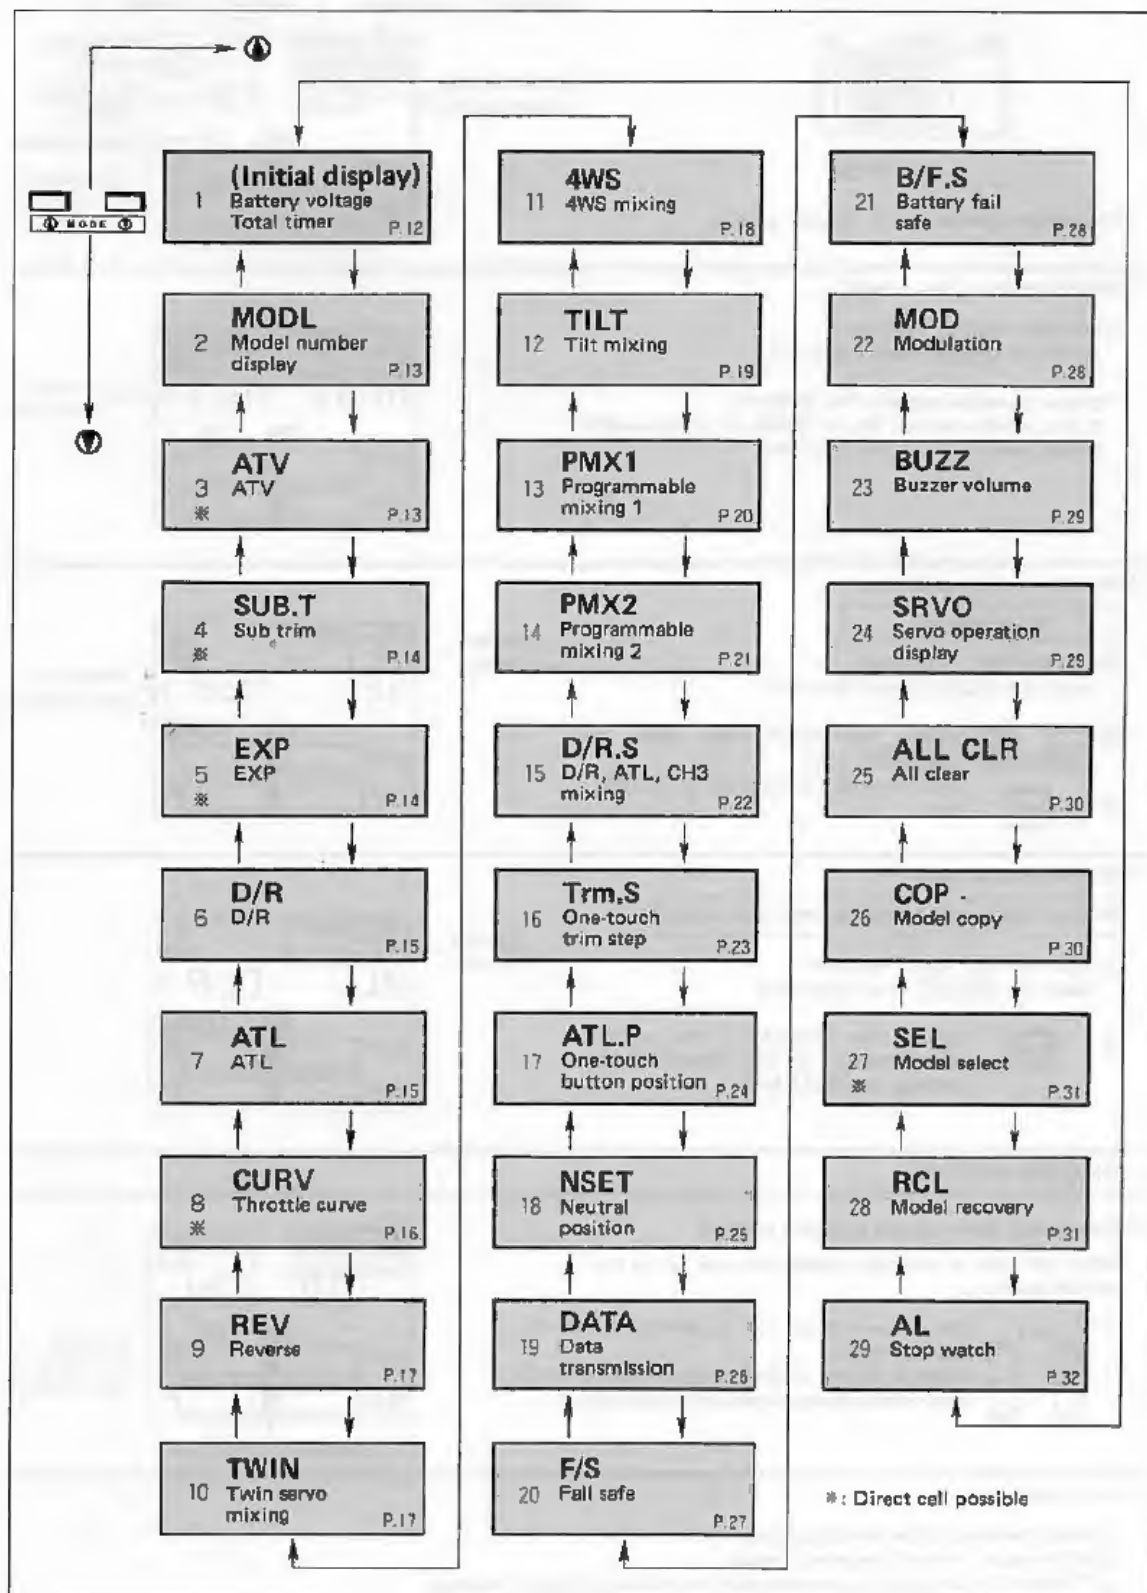 MODE
(Initial display)
1 Battery voltage
Total timer P.12
MODL
2 Model number
display P.13
ATV
3 ATV
※ P.13
SUB.T
4 Sub trim
※ P.14
EXP
5 EXP
※ P.14
D/R
6 D/R
P.15
ATL
7 ATL
P.15
CURV
8 Throttle curve
※ P.16
REV
9 Reverse
P.17
TWIN
10 Twin servo
mixing P.17
4WS
11 4WS mixing
P.18
TILT
12 Tilt mixing
P.19
PMX1
13 Programmable
mixing 1 P.20
PMX2
14 Programmable
mixing 2 P.21
D/R.S
15 D/R, ATL, CH3
mixing P.22
Trm.S
16 One-touch
trim step P.23
ATL.P
17 One-touch
button position P.24
NSET
18 Neutral
position P.25
DATA
19 Data
transmission P.26
F/S
20 Fail safe
P.27
B/F.S
21 Battery fail
safe P.28
MOD
22 Modulation
P.28
BUZZ
23 Buzzer volume
P.29
SRVO
24 Servo operation
display P.29
ALL CLR
25 All clear
P.30
COP
26 Model copy
P.30
SEL
27 Model select
※ P.31
RCL
28 Model recovery
P.31
AL
29 Stop watch
P.32
※: Direct call possible